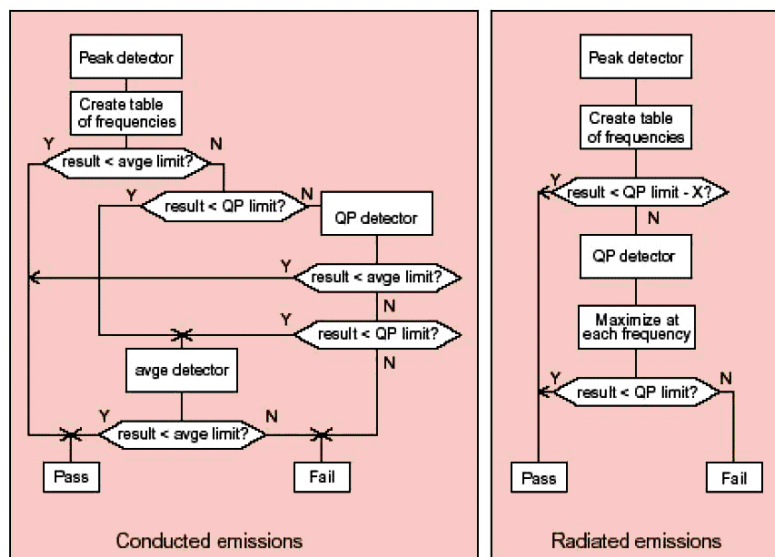 Peak detector
Create table
of frequencies
Y
N
result < avge limit?
Y
result < QP limit?
N
QP detector
Y
result < avge limit?
N
Y
result < QP limit?
N
avge detector
Y
result < avge limit?
N
Pass
Fail
Conducted emissions
Peak detector
Create table
of frequencies
Y
result < QP limit - X?
N
QP detector
Maximize at
each frequency
Y
result < QP limit?
N
Pass
Fail
Radiated emissions